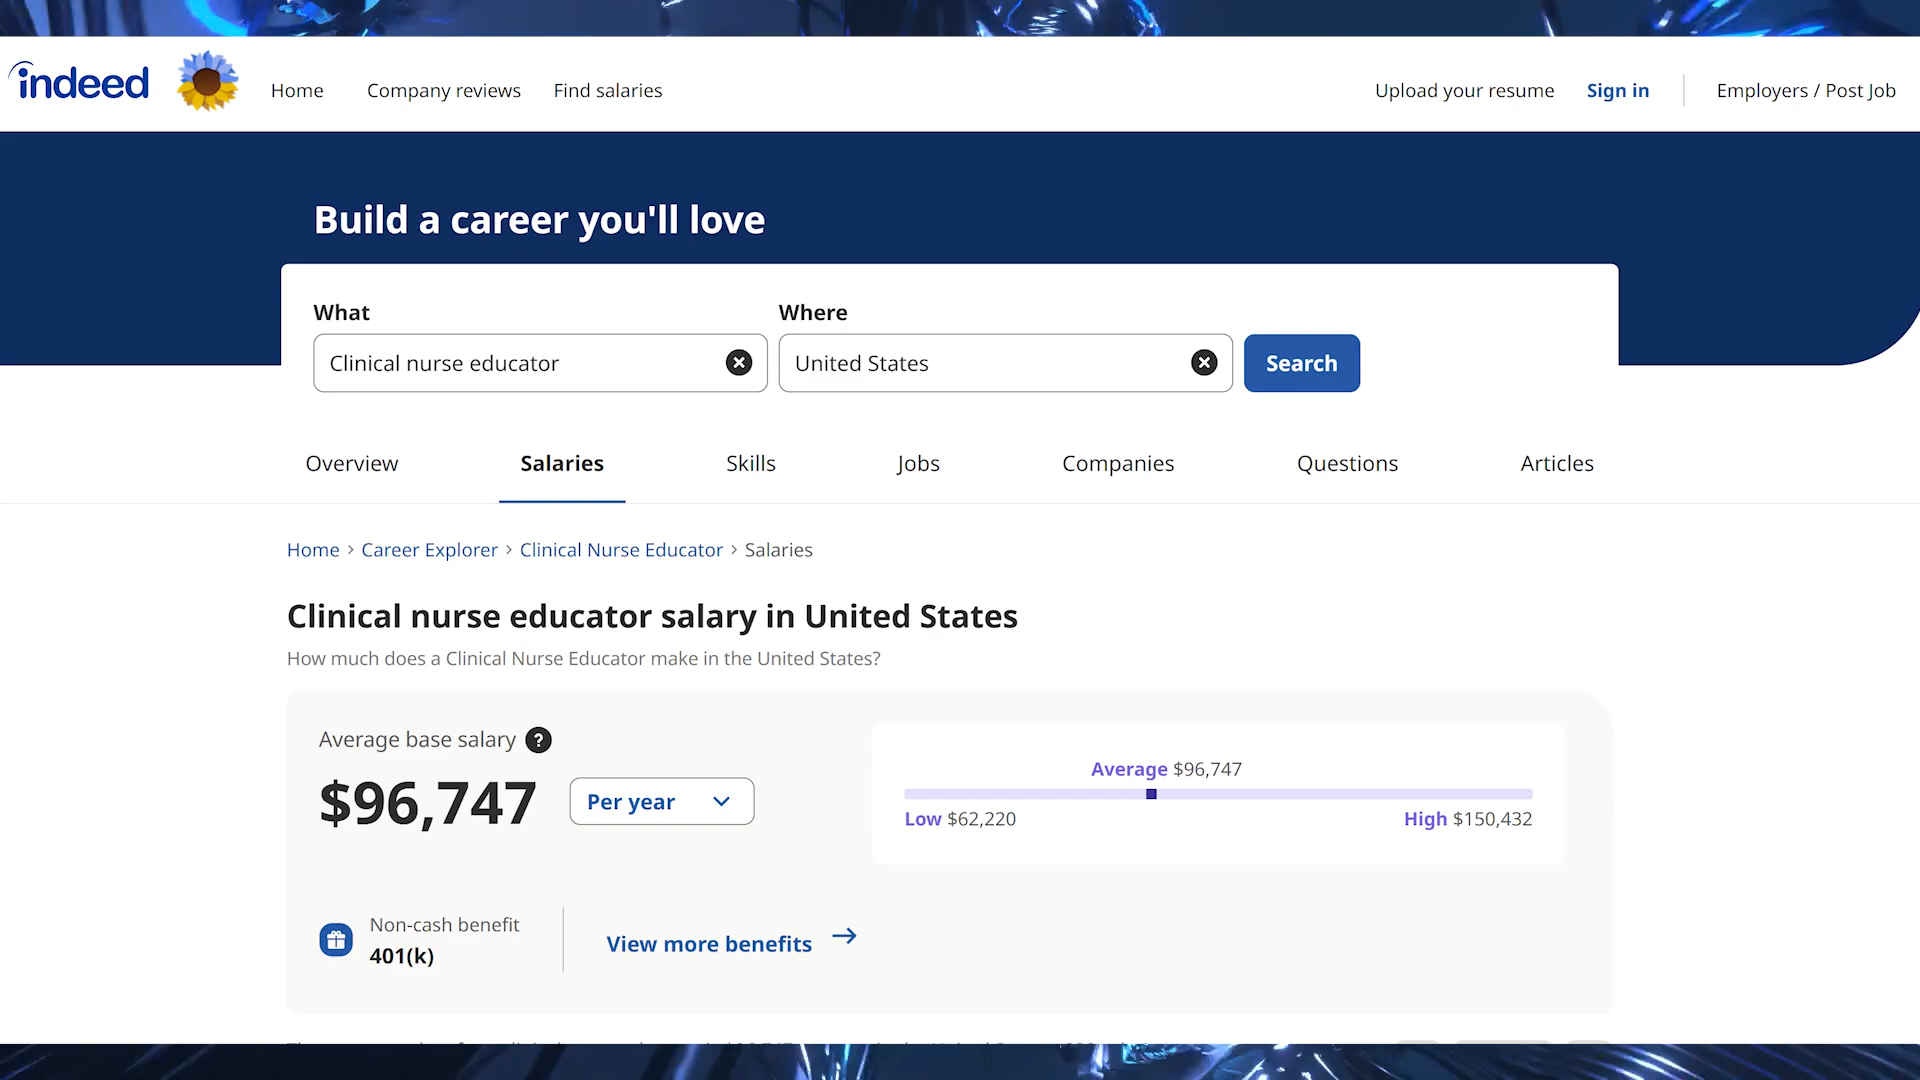 indeed
Home Company reviews Find salaries Upload your resume Sign in Employers / Post Job
Build a career you'll love
What Where
Clinical nurse educator United States Search
Overview Salaries Skills Jobs Companies Questions Articles
Home › Career Explorer › Clinical Nurse Educator › Salaries
Clinical nurse educator salary in United States
How much does a Clinical Nurse Educator make in the United States?
Average base salary ?
$96,747 Per year
Average $96,747
Low $62,220 High $150,432
Non-cash benefit
401(k)
View more benefits →